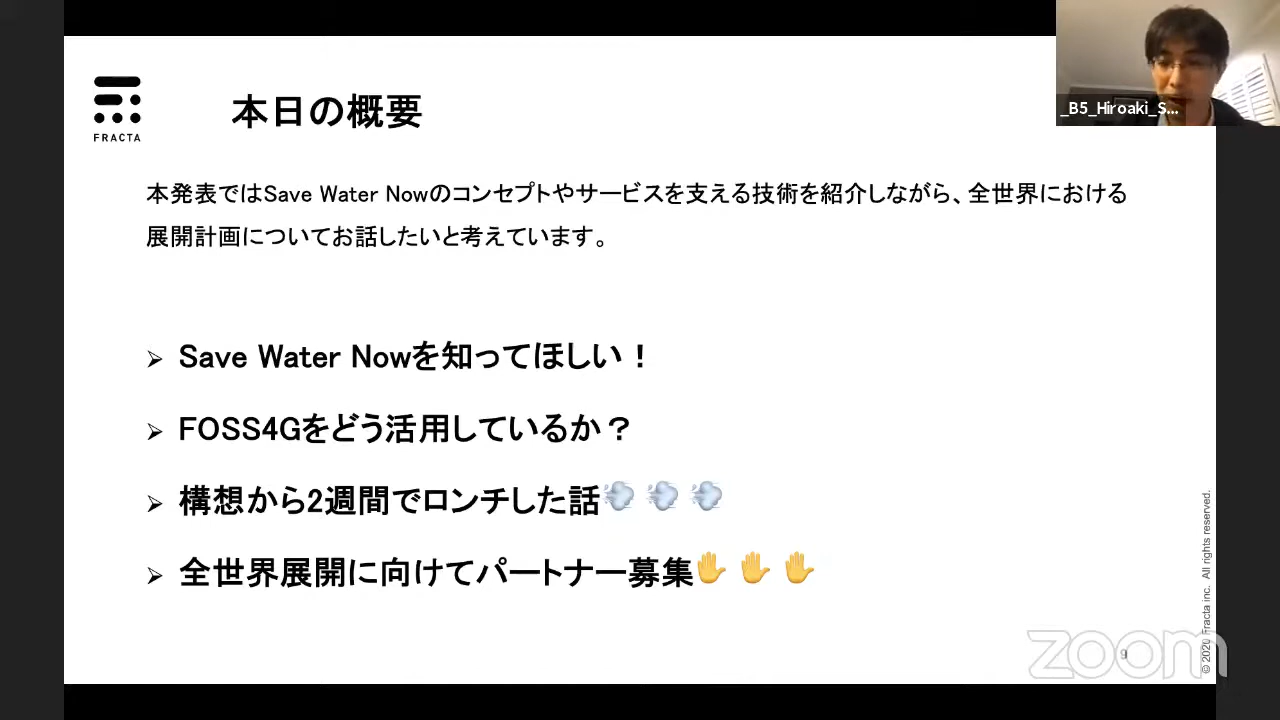 FRACTA
本日の概要
_B5_Hiroaki_S...
本発表ではSave Water Nowのコンセプトやサービスを支える技術を紹介しながら、全世界における
展開計画についてお話したいと考えています。
➢ Save Water Nowを知ってほしい！
➢ FOSS4Gをどう活用しているか？
➢ 構想から2週間でロンチした話💨💨💨
➢ 全世界展開に向けてパートナー募集✋✋✋
© 2020 Fracta inc. All rights reserved.
9
zoom